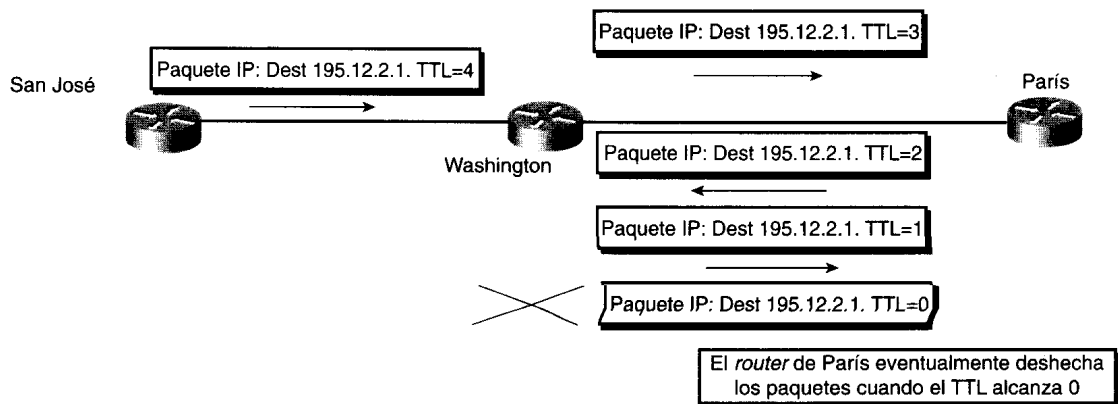 Paquete IP: Dest 195.12.2.1. TTL=3
Paquete IP: Dest 195.12.2.1. TTL=4
San José
París
Washington
Paquete IP: Dest 195.12.2.1. TTL=2
Paquete IP: Dest 195.12.2.1. TTL=1
Paquete IP: Dest 195.12.2.1. TTL=0
El router de París eventualmente deshecha
los paquetes cuando el TTL alcanza 0